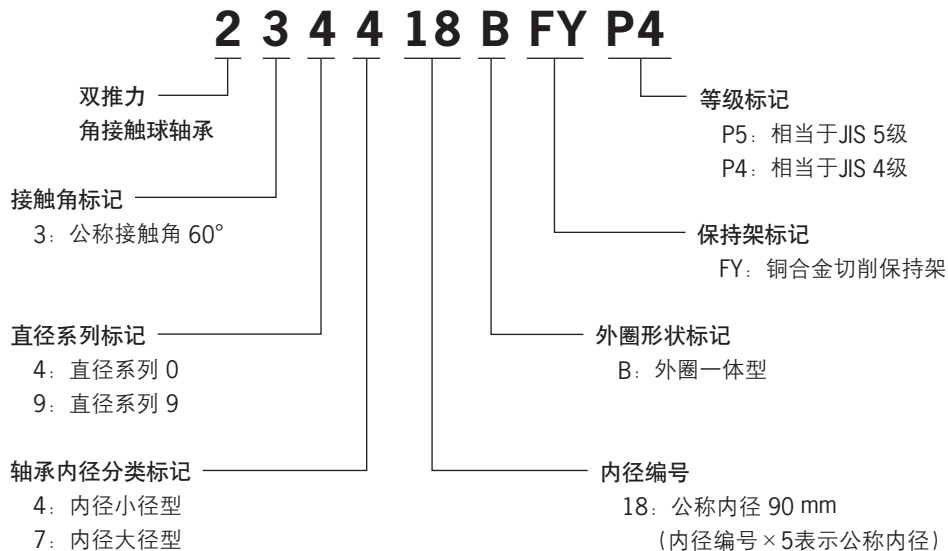 2 3 4 4 18 B FY P4
双推力
角接触球轴承
接触角标记
3：公称接触角 60°
直径系列标记
4：直径系列 0
9：直径系列 9
轴承内径分类标记
4：内径小径型
7：内径大径型
等级标记
P5：相当于JIS 5级
P4：相当于JIS 4级
保持架标记
FY：铜合金切削保持架
外圈形状标记
B：外圈一体型
内径编号
18：公称内径 90 mm
（内径编号×5表示公称内径）